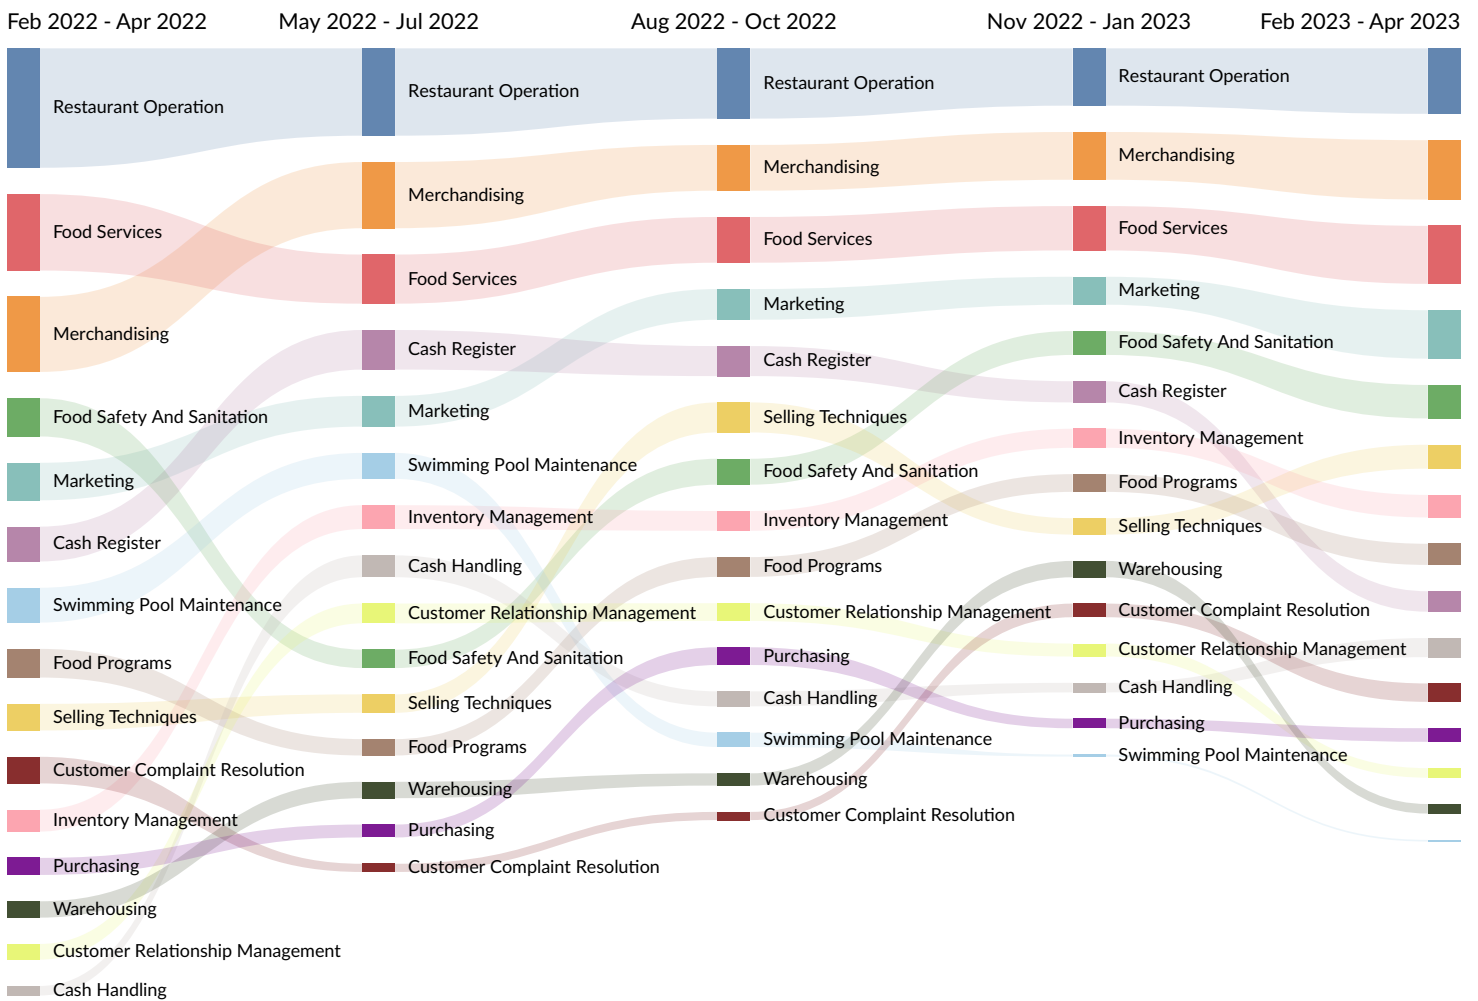 Feb 2022 - Apr 2022
May 2022 - Jul 2022
Aug 2022 - Oct 2022
Nov 2022 - Jan 2023
Feb 2023 - Apr 2023
Restaurant Operation
Food Services
Merchandising
Food Safety And Sanitation
Marketing
Cash Register
Swimming Pool Maintenance
Food Programs
Selling Techniques
Customer Complaint Resolution
Inventory Management
Purchasing
Warehousing
Customer Relationship Management
Cash Handling
Restaurant Operation
Merchandising
Food Services
Cash Register
Marketing
Swimming Pool Maintenance
Inventory Management
Cash Handling
Customer Relationship Management
Food Safety And Sanitation
Selling Techniques
Food Programs
Warehousing
Purchasing
Customer Complaint Resolution
Restaurant Operation
Merchandising
Food Services
Marketing
Cash Register
Selling Techniques
Food Safety And Sanitation
Inventory Management
Food Programs
Customer Relationship Management
Purchasing
Cash Handling
Swimming Pool Maintenance
Warehousing
Customer Complaint Resolution
Restaurant Operation
Merchandising
Food Services
Marketing
Food Safety And Sanitation
Cash Register
Inventory Management
Food Programs
Selling Techniques
Warehousing
Customer Complaint Resolution
Customer Relationship Management
Cash Handling
Purchasing
Swimming Pool Maintenance